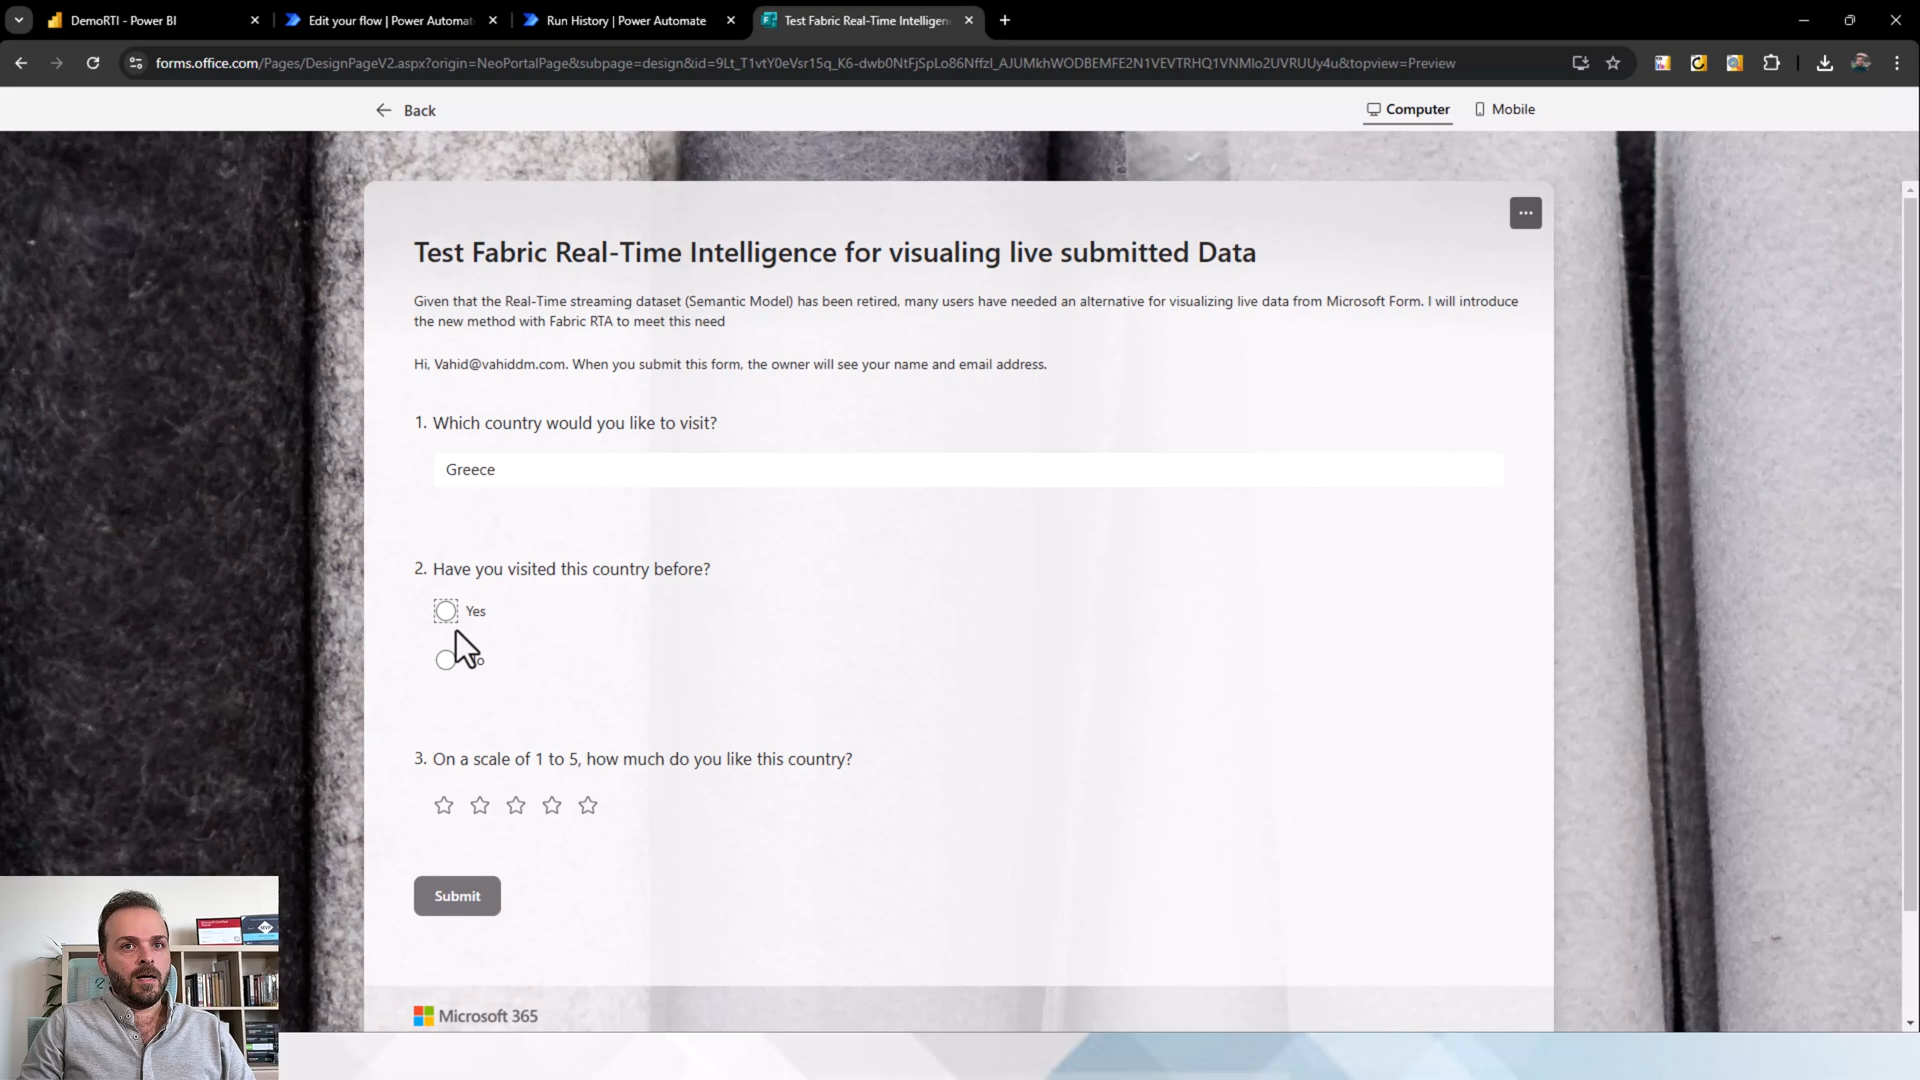 DemoRTI - Power BI
Edit your flow | Power Automat
Run History | Power Automate
Test Fabric Real-Time Intelligen
forms.office.com/Pages/DesignPageV2.aspx?origin=NeoPortalPage&subpage=design&id=9Lt_T1vtY0eVsr15q_K6-dwb0NtFjSpLo86NffzI_AJUMkhWODBEMFE2N1VEVTRHQ1VNMlo2UVRUUy4u&topview=Preview
Back
Computer
Mobile
Test Fabric Real-Time Intelligence for visualing live submitted Data
Given that the Real-Time streaming dataset (Semantic Model) has been retired, many users have needed an alternative for visualizing live data from Microsoft Form. I will introduce
the new method with Fabric RTA to meet this need
Hi, Vahid@vahiddm.com. When you submit this form, the owner will see your name and email address.
1. Which country would you like to visit?
Greece
2. Have you visited this country before?
Yes
3. On a scale of 1 to 5, how much do you like this country?
Submit
Microsoft 365